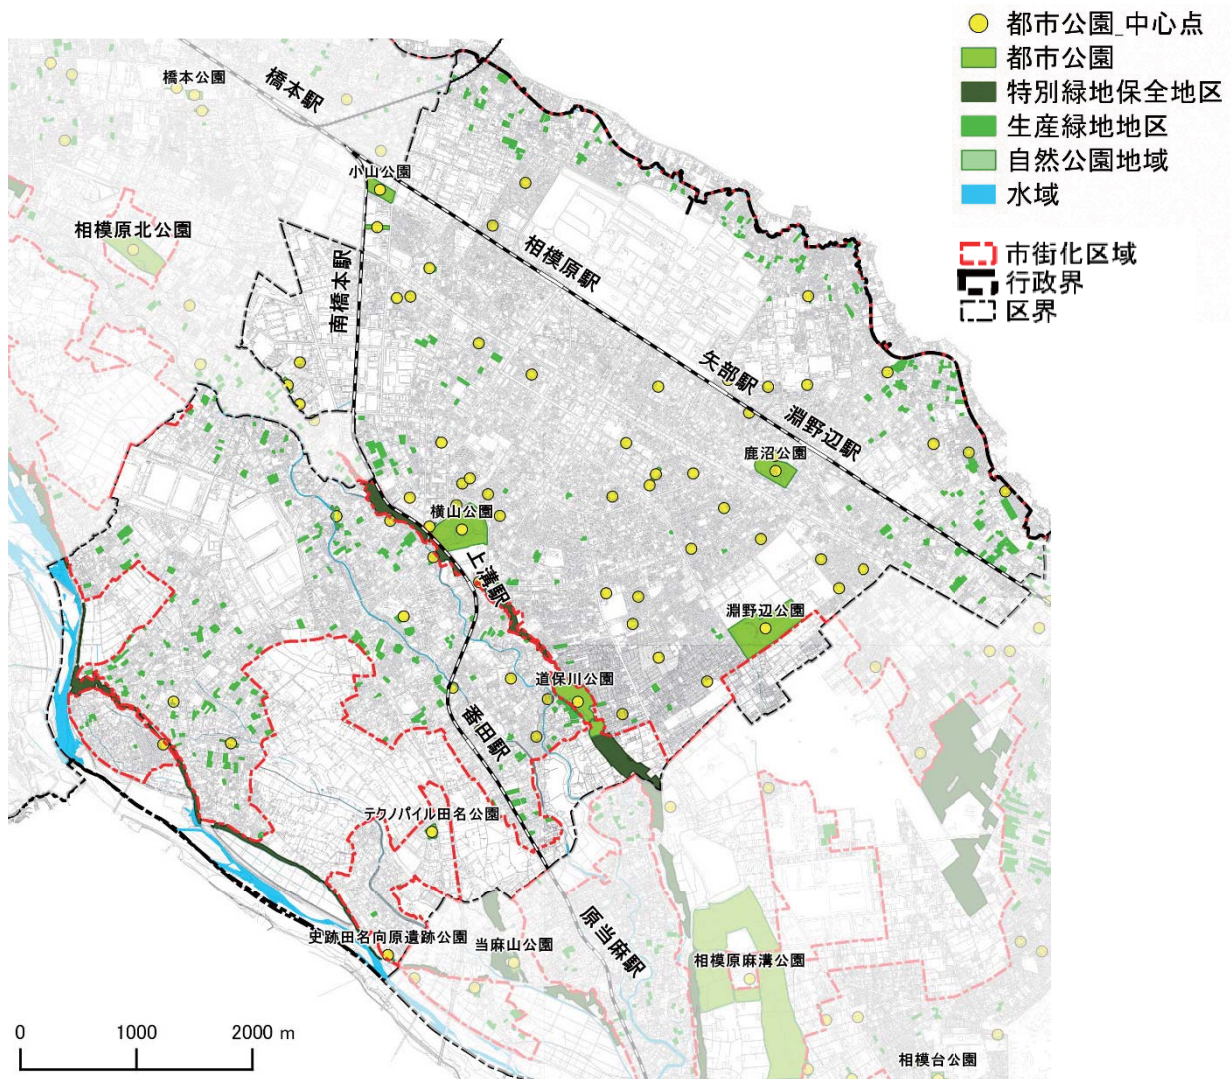 都市公園_中心点
都市公園
特別緑地保全地区
生産緑地地区
自然公園地域
水域
市街化区域
行政界
区界
橋本公園
橋本駅
小山公園
相模原北公園
南橋本駅
相模原駅
矢部駅
淵野辺駅
鹿沼公園
横山公園
上溝駅
淵野辺公園
道保川公園
番田駅
テクノパイル田名公園
史跡田名向原遺跡公園
当麻山公園
原当麻駅
相模原麻溝公園
相模台公園
0 1000 2000 m